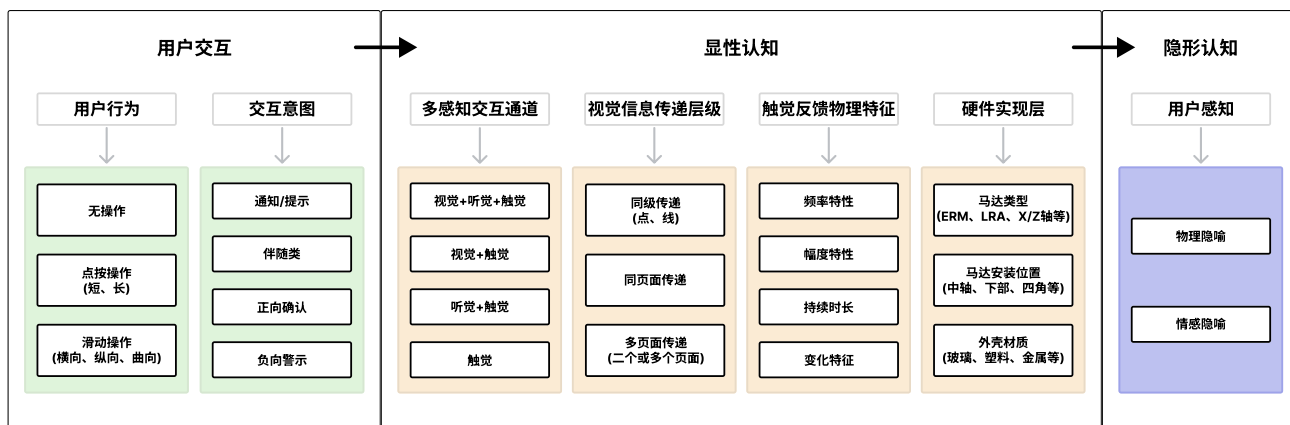 用户交互
显性认知
隐形认知
用户行为
交互意图
多感知交互通道
视觉信息传递层级
触觉反馈物理特征
硬件实现层
用户感知
无操作
点按操作
(短、长)
滑动操作
(横向、纵向、曲向)
通知/提示
伴随类
正向确认
负向警示
视觉+听觉+触觉
视觉+触觉
听觉+触觉
触觉
同级传递
(点、线)
同页面传递
多页面传递
(二个或多个页面)
频率特性
幅度特性
持续时长
变化特征
马达类型
(ERM、LRA、X/Z轴等)
马达安装位置
(中轴、下部、四角等)
外壳材质
(玻璃、塑料、金属等)
物理隐喻
情感隐喻